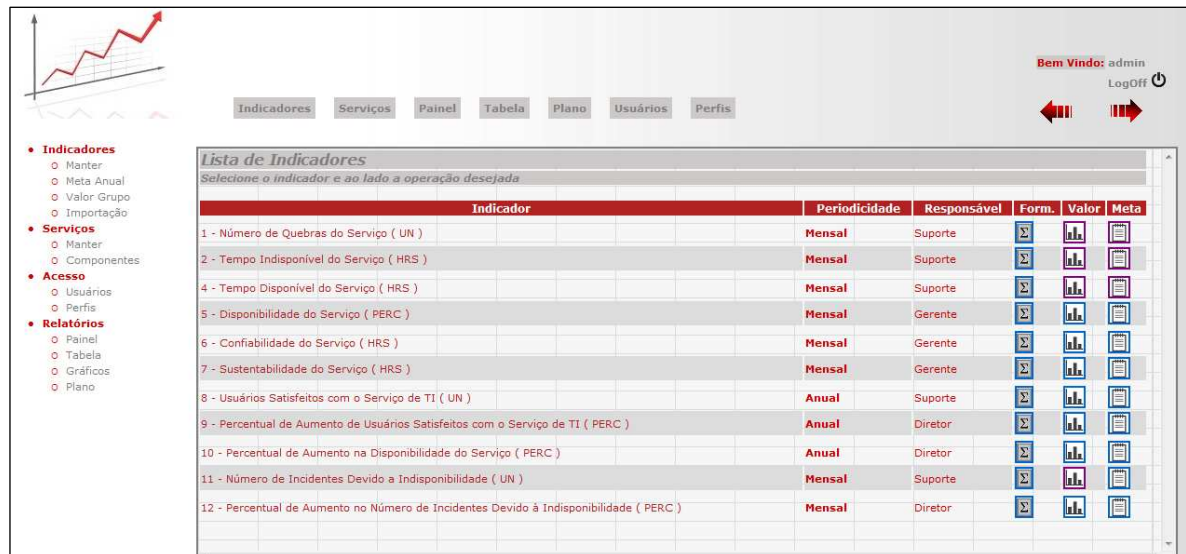 Bem Vindo: admin
LogOff
Indicadores Serviços Painel Tabela Plano Usuários Perfis
• Indicadores
o Manter
o Meta Anual
o Valor Grupo
o Importação
• Serviços
o Manter
o Componentes
• Acesso
o Usuários
o Perfis
• Relatórios
o Painel
o Tabela
o Gráficos
o Plano
Lista de Indicadores
Selecione o indicador e ao lado a operação desejada
Indicador Periodicidade Responsável Form. Valor Meta
1 - Número de Quebras do Serviço ( UN ) Mensal Suporte Σ
2 - Tempo Indisponível do Serviço ( HRS ) Mensal Suporte Σ
4 - Tempo Disponível do Serviço ( HRS ) Mensal Suporte Σ
5 - Disponibilidade do Serviço ( PERC ) Mensal Gerente Σ
6 - Confiabilidade do Serviço ( HRS ) Mensal Gerente Σ
7 - Sustentabilidade do Serviço ( HRS ) Mensal Gerente Σ
8 - Usuários Satisfeitos com o Serviço de TI ( UN ) Anual Suporte Σ
9 - Percentual de Aumento de Usuários Satisfeitos com o Serviço de TI ( PERC ) Anual Diretor Σ
10 - Percentual de Aumento na Disponibilidade do Serviço ( PERC ) Anual Diretor Σ
11 - Número de Incidentes Devido a Indisponibilidade ( UN ) Mensal Suporte Σ
12 - Percentual de Aumento no Número de Incidentes Devido à Indisponibilidade ( PERC ) Mensal Diretor Σ